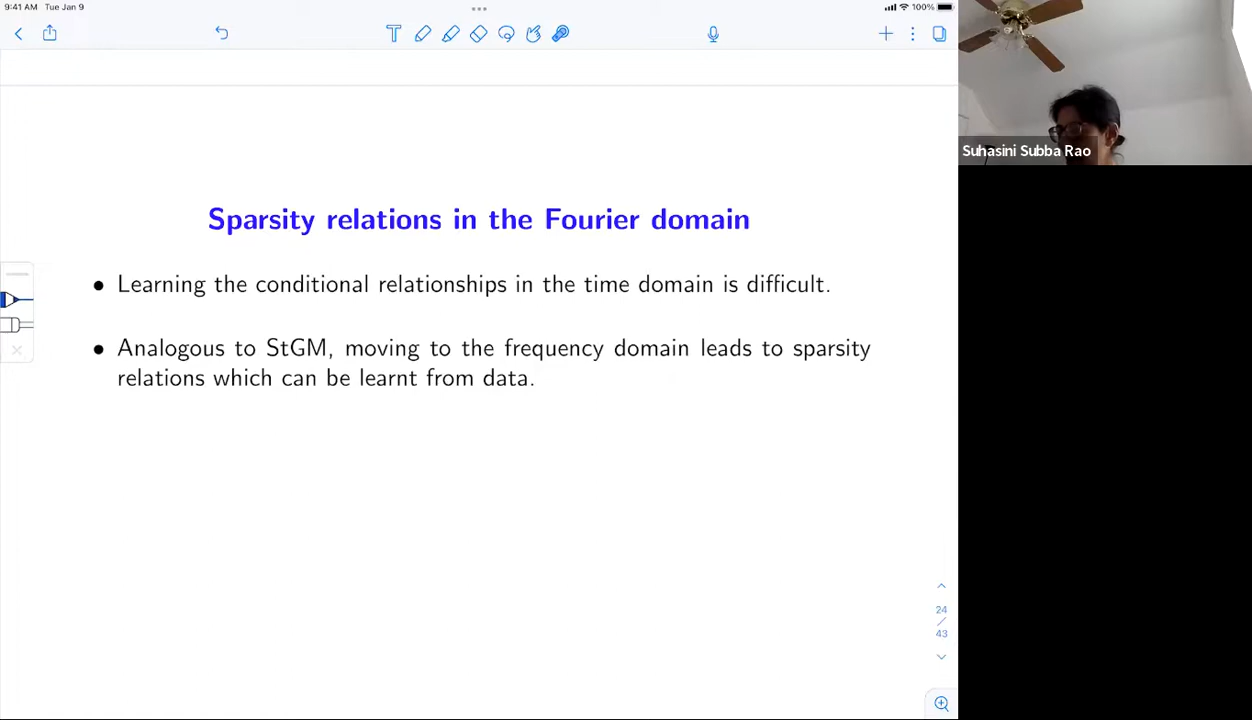 9:41 AM Tue Jan 9
100%
Suhasini Subba Rao
Sparsity relations in the Fourier domain
• Learning the conditional relationships in the time domain is difficult.
• Analogous to StGM, moving to the frequency domain leads to sparsity
relations which can be learnt from data.
24
/
43